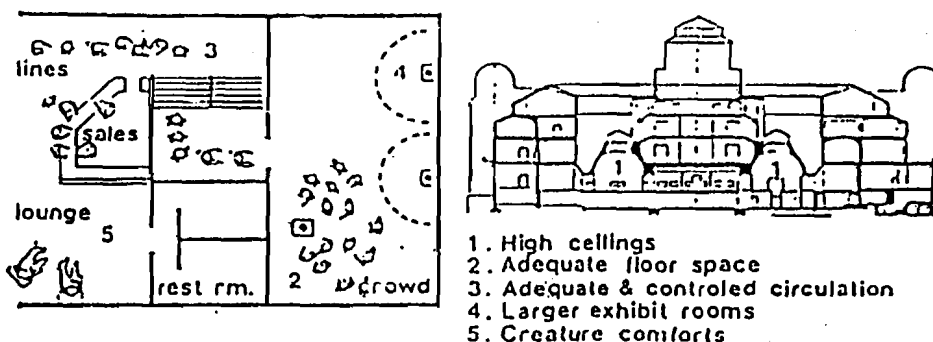 3
lines
4
sales
lounge
5
rest rm.
2
crowd
1
1
1. High ceilings
2. Adequate floor space
3. Adequate & controled circulation
4. Larger exhibit rooms
5. Creature comforts